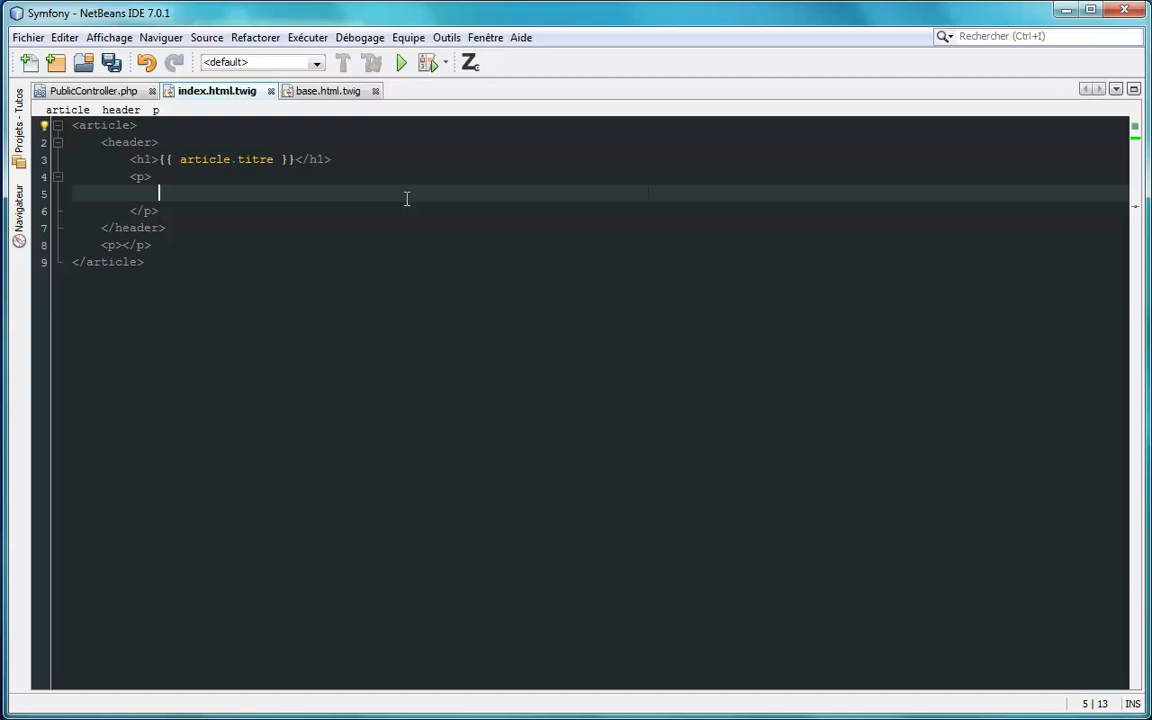 Symfony - NetBeans IDE 7.0.1
Fichier Editer Affichage Naviguer Source Refactorer Exécuter Débogage Equipe Outils Fenêtre Aide
Rechercher (Ctrl+I)
<default>
PublicController.php index.html.twig base.html.twig
article header p
<article>
2 <header>
3 <h1>{{ article.titre }}</h1>
4 <p>
5
6 </p>
7 </header>
8 <p></p>
9 </article>
Projets - Tutos
Navigateur
5 | 13 INS